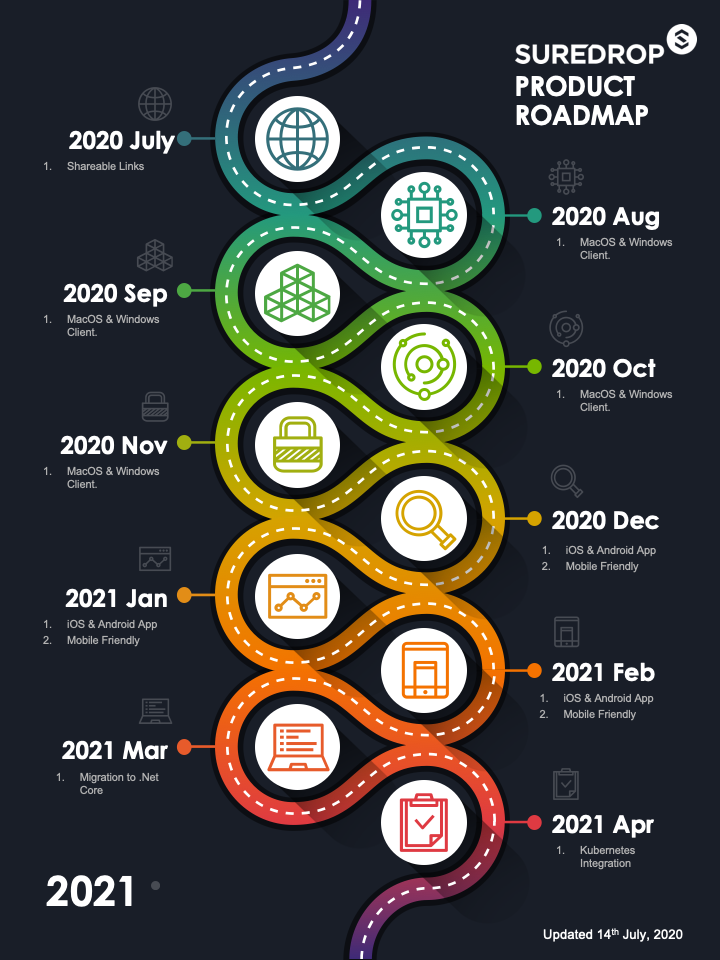 SUREDROP
PRODUCT
ROADMAP
2020 July
1. Shareable Links
2020 Aug
1. MacOS & Windows
Client.
2020 Sep
1. MacOS & Windows
Client.
2020 Oct
1. MacOS & Windows
Client.
2020 Nov
1. MacOS & Windows
Client.
2020 Dec
1. iOS & Android App
2. Mobile Friendly
2021 Jan
1. iOS & Android App
2. Mobile Friendly
2021 Feb
1. iOS & Android App
2. Mobile Friendly
2021 Mar
1. Migration to .Net
Core
2021 Apr
1. Kubernetes
Integration
2021
Updated 14th July, 2020